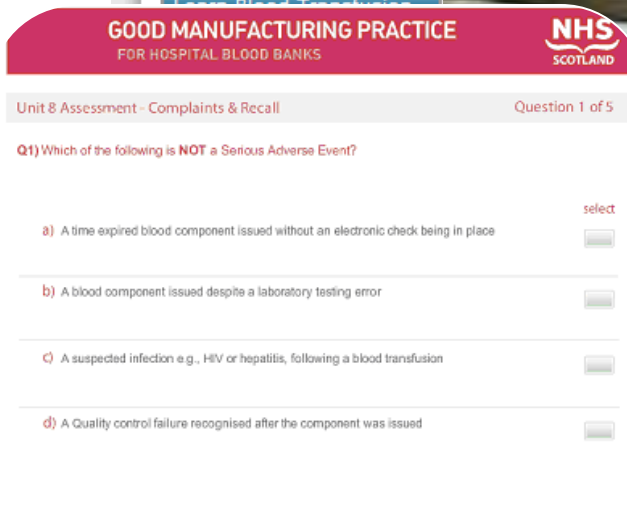 Learn Blood Transfusion
GOOD MANUFACTURING PRACTICE
FOR HOSPITAL BLOOD BANKS
NHS
SCOTLAND
Unit 8 Assessment - Complaints & Recall
Question 1 of 5
Q1) Which of the following is NOT a Serious Adverse Event?
select
a) A time expired blood component issued without an electronic check being in place
b) A blood component issued despite a laboratory testing error
c) A suspected infection e.g., HIV or hepatitis, following a blood transfusion
d) A Quality control failure recognised after the component was issued